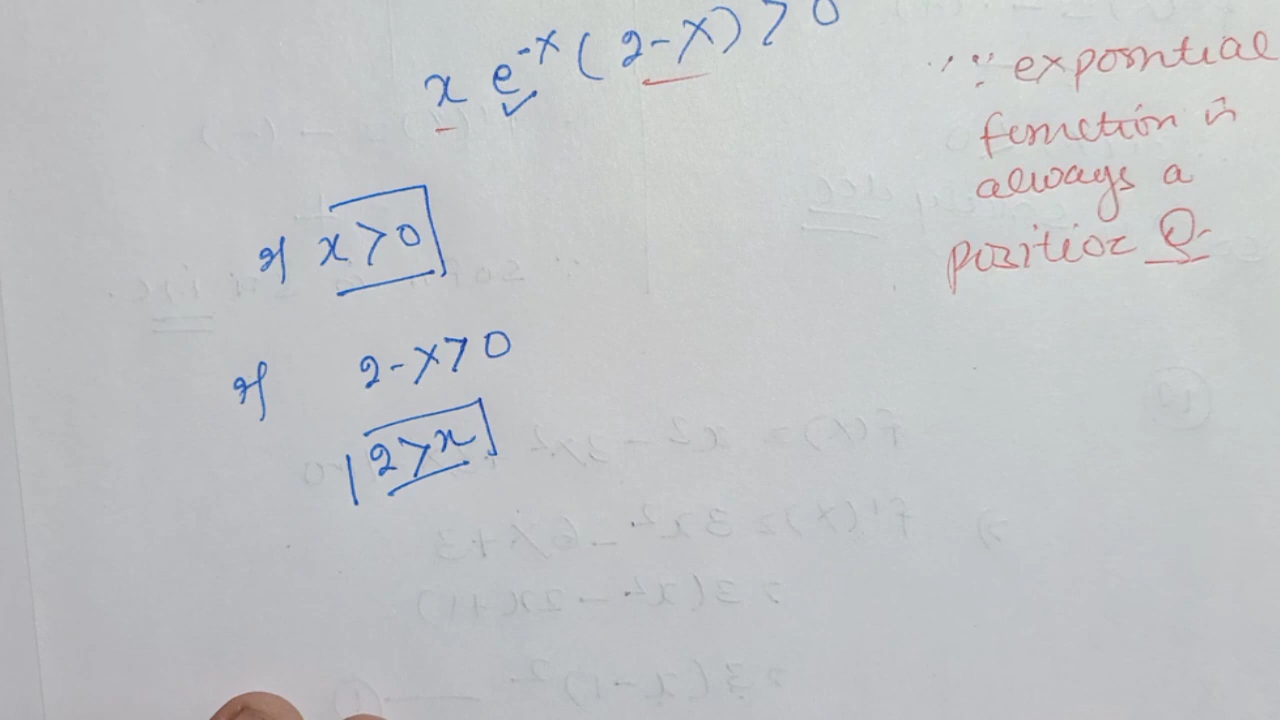 x e^{-x} (2-x) > 0
∵ exponential
function is
always a
positive Q.
if x>0
if 2-x>0
2>x